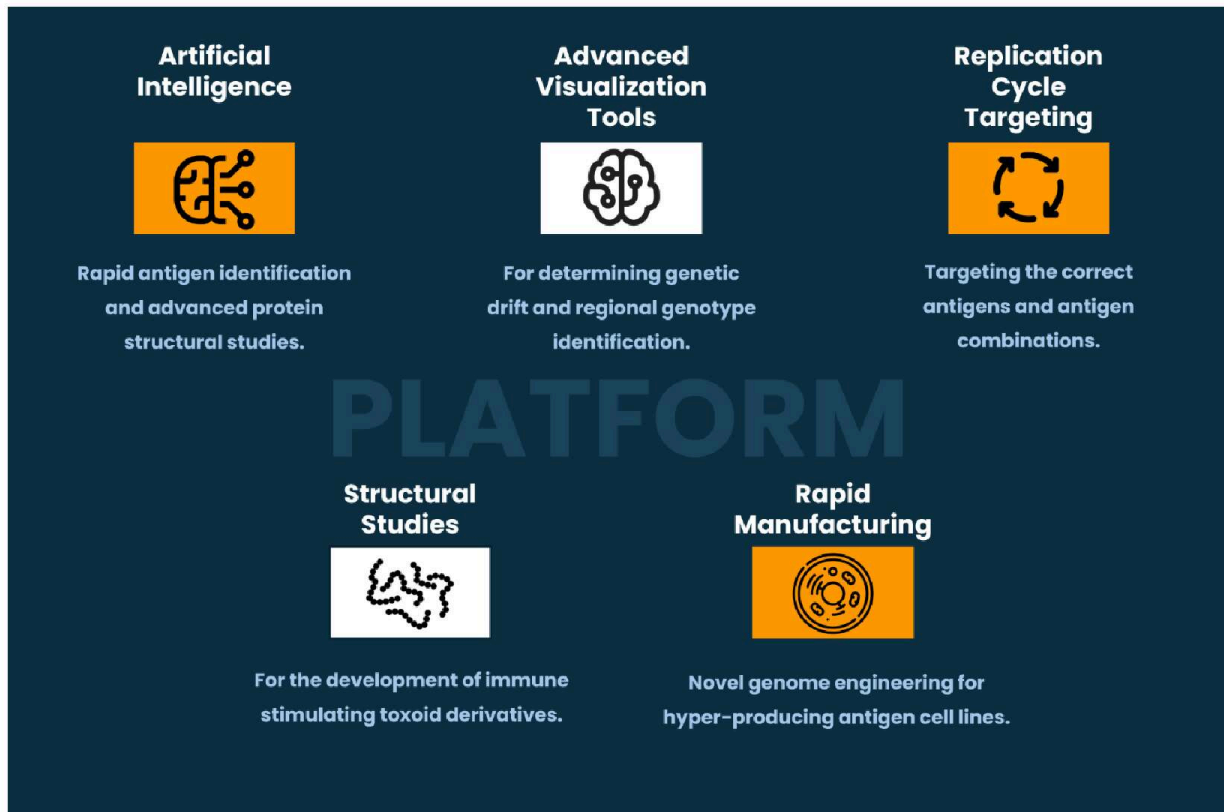 Artificial
Intelligence
Rapid antigen identification
and advanced protein
structural studies.
Advanced
Visualization
Tools
For determining genetic
drift and regional genotype
identification.
Replication
Cycle
Targeting
Targeting the correct
antigens and antigen
combinations.
PLATFORM
Structural
Studies
For the development of immune
stimulating toxoid derivatives.
Rapid
Manufacturing
Novel genome engineering for
hyper-producing antigen cell lines.